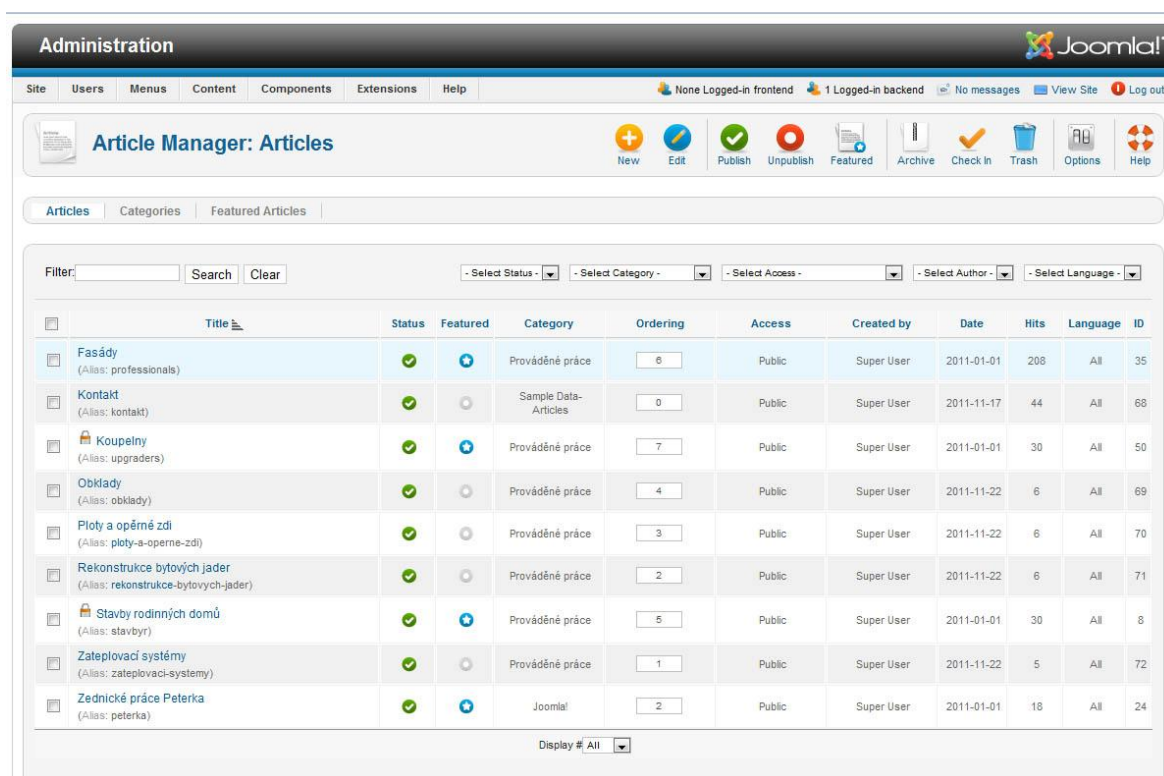 Administration Joomla!
Site Users Menus Content Components Extensions Help None Logged-in frontend 1 Logged-in backend No messages View Site Log out
Article Manager: Articles
New Edit Publish Unpublish Featured Archive Check In Trash Options Help
Articles Categories Featured Articles
Filter: Search Clear - Select Status - - Select Category - - Select Access - - Select Author - - Select Language -
Title Status Featured Category Ordering Access Created by Date Hits Language ID
Fasády
(Alias: professionals) Prováděné práce 6 Public Super User 2011-01-01 208 All 35
Kontakt
(Alias: kontakt) Sample Data-Articles 0 Public Super User 2011-11-17 44 All 68
Koupelny
(Alias: upgraders) Prováděné práce 7 Public Super User 2011-01-01 30 All 50
Obklady
(Alias: obklady) Prováděné práce 4 Public Super User 2011-11-22 6 All 69
Ploty a opěrné zdi
(Alias: ploty-a-operne-zdi) Prováděné práce 3 Public Super User 2011-11-22 6 All 70
Rekonstrukce bytových jader
(Alias: rekonstrukce-bytovych-jader) Prováděné práce 2 Public Super User 2011-11-22 6 All 71
Stavby rodinných domů
(Alias: stavbyr) Prováděné práce 5 Public Super User 2011-01-01 30 All 8
Zateplovací systémy
(Alias: zateplovaci-systemy) Prováděné práce 1 Public Super User 2011-11-22 5 All 72
Zednické práce Peterka
(Alias: peterka) Joomla! 2 Public Super User 2011-01-01 18 All 24
Display # All